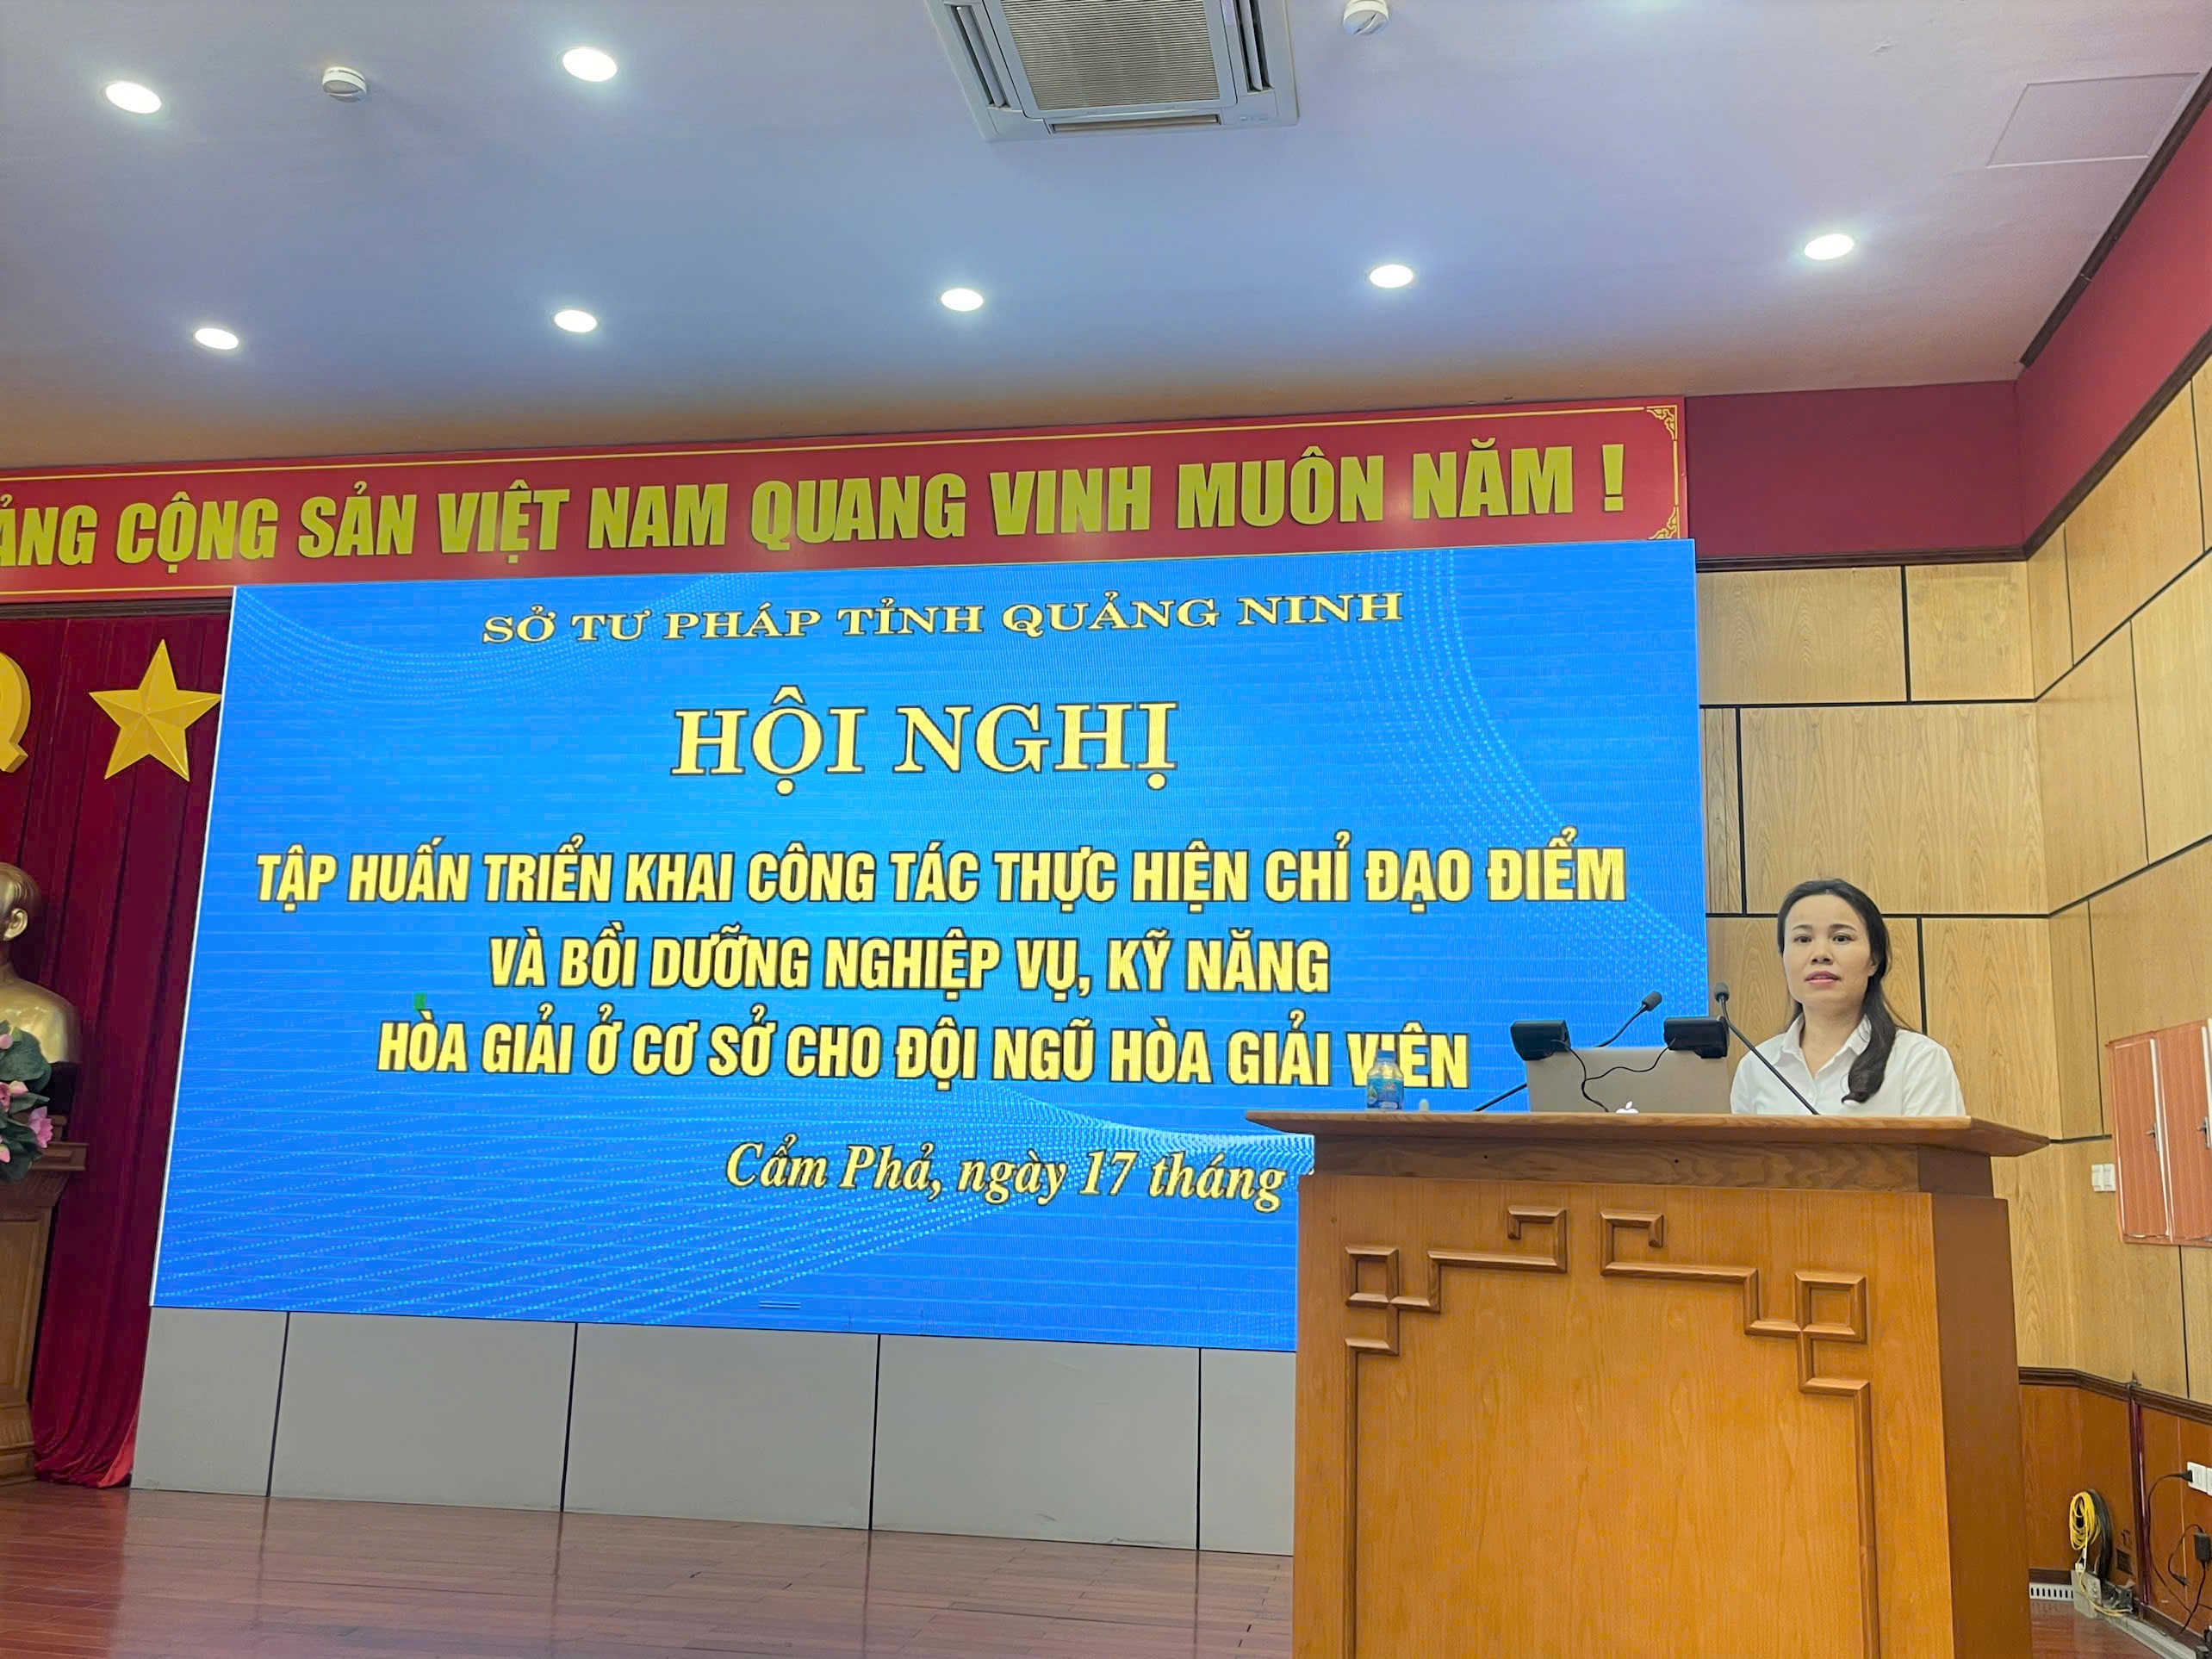 CỘNG SẢN VIỆT NAM QUANG VINH MUÔN NĂM !
SỞ TƯ PHÁP TỈNH QUẢNG NINH
HỘI NGHỊ
TẬP HUẤN TRIỂN KHAI CÔNG TÁC THỰC HIỆN CHỈ ĐẠO ĐIỂM
VÀ BỒI DƯỠNG NGHIỆP VỤ, KỸ NĂNG
HÒA GIẢI Ở CƠ SỞ CHO ĐỘI NGŨ HÒA GIẢI VIÊN
Cẩm Phả, ngày 17 tháng